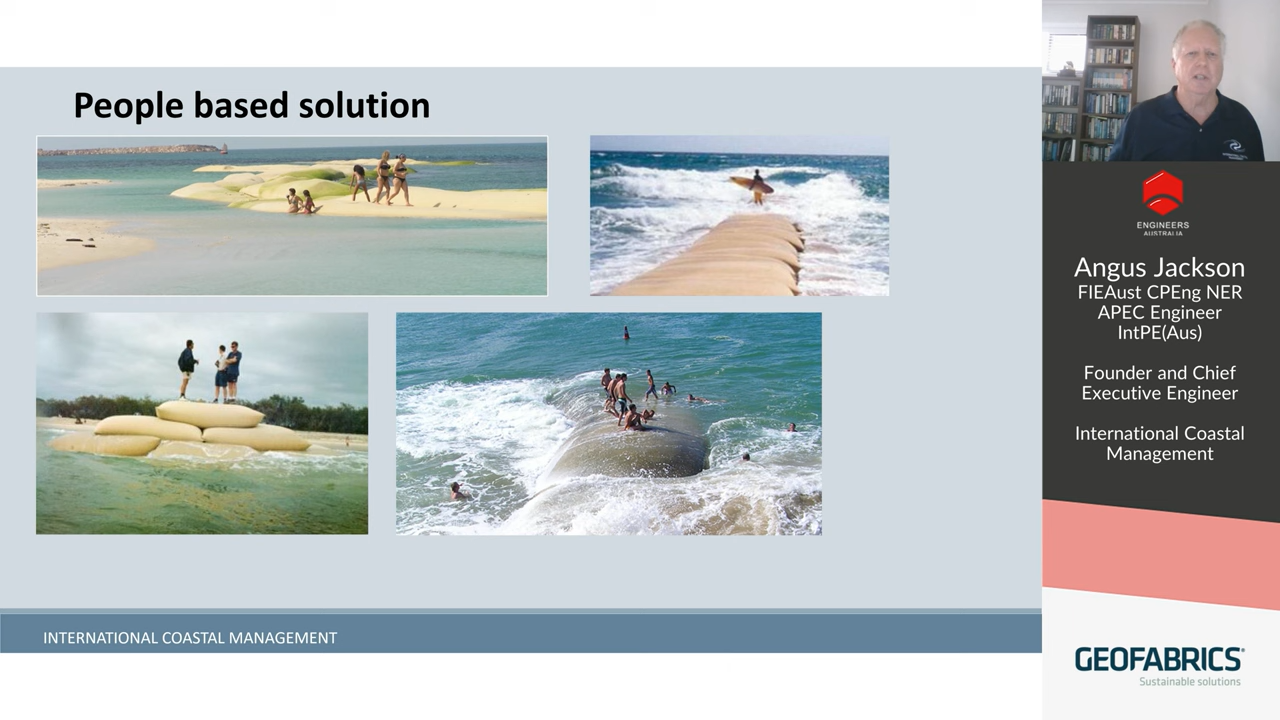 People based solution
INTERNATIONAL COASTAL MANAGEMENT
ENGINEERS
AUSTRALIA
Angus Jackson
FIEAust CPEng NER
APEC Engineer
IntPE(Aus)
Founder and Chief
Executive Engineer
International Coastal
Management
GEOFABRICS
Sustainable solutions